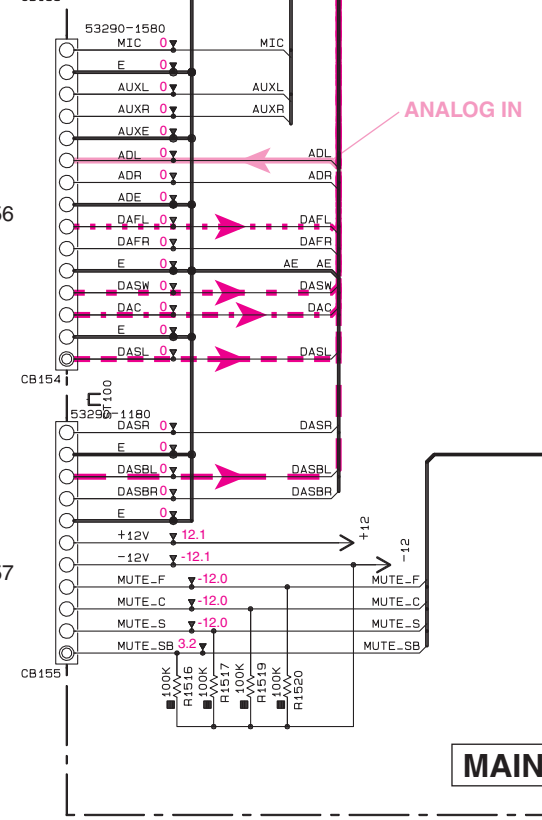 53290-1580
MIC 0 MIC
E 0
AUXL 0 AUXL
AUXR 0 AUXR
ANALOG IN
AUXE 0
ADL 0 ADL
ADR 0 ADR
ADE 0
DAFL 0 DAFL
DAFR 0 DAFR
E 0 AE AE
DASW 0 DASW
DAC 0 DAC
E 0
DASL 0 DASL
CB154
ST100
53290-1180
DASR 0 DASR
E 0
DASBL 0 DASBL
DASBR 0 DASBR
E 0
+12V 12.1 +12
-12V -12.1 -12
MUTE_F -12.0 MUTE_F
MUTE_C -12.0 MUTE_C
MUTE_S -12.0 MUTE_S
MUTE_SB 3.2 MUTE_SB
CB155
100K R1516
100K R1517
100K R1519
100K R1520
MAIN